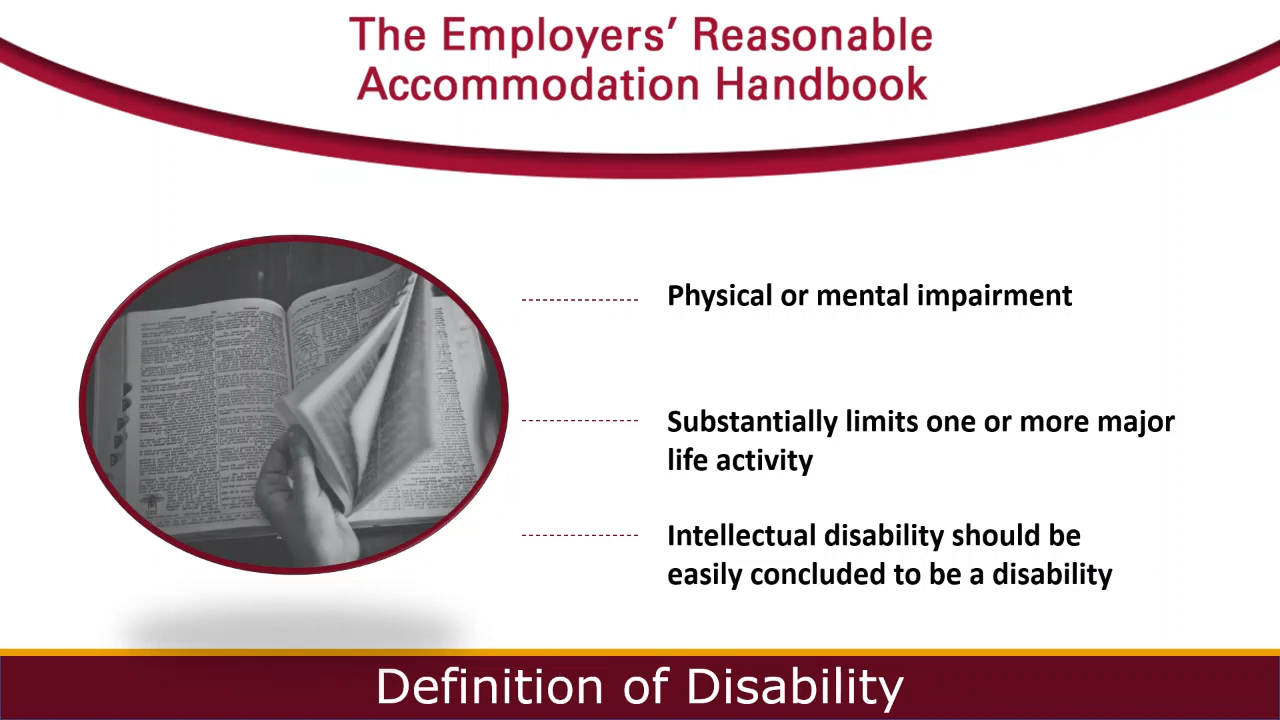 The Employers’ Reasonable
Accommodation Handbook
Physical or mental impairment
Substantially limits one or more major
life activity
Intellectual disability should be
easily concluded to be a disability
Definition of Disability